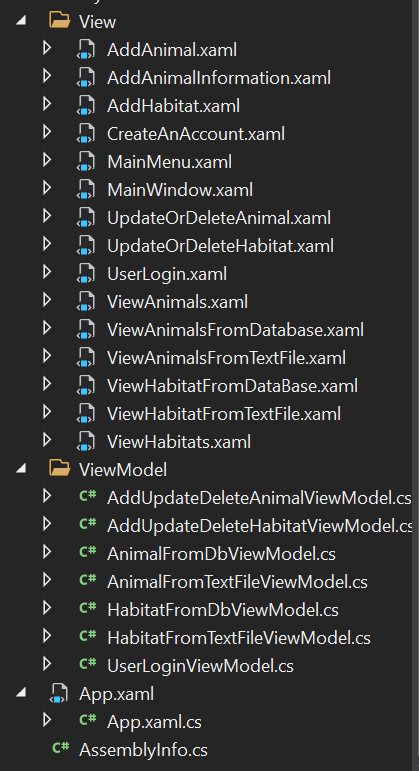 View
AddAnimal.xaml
AddAnimalInformation.xaml
AddHabitat.xaml
CreateAnAccount.xaml
MainMenu.xaml
MainWindow.xaml
UpdateOrDeleteAnimal.xaml
UpdateOrDeleteHabitat.xaml
UserLogin.xaml
ViewAnimals.xaml
ViewAnimalsFromDatabase.xaml
ViewAnimalsFromTextFile.xaml
ViewHabitatFromDataBase.xaml
ViewHabitatFromTextFile.xaml
ViewHabitats.xaml
ViewModel
C# AddUpdateDeleteAnimalViewModel.cs
C# AddUpdateDeleteHabitatViewModel.cs
C# AnimalFromDbViewModel.cs
C# AnimalFromTextFileViewModel.cs
C# HabitatFromDbViewModel.cs
C# HabitatFromTextFileViewModel.cs
C# UserLoginViewModel.cs
App.xaml
C# App.xaml.cs
C# AssemblyInfo.cs